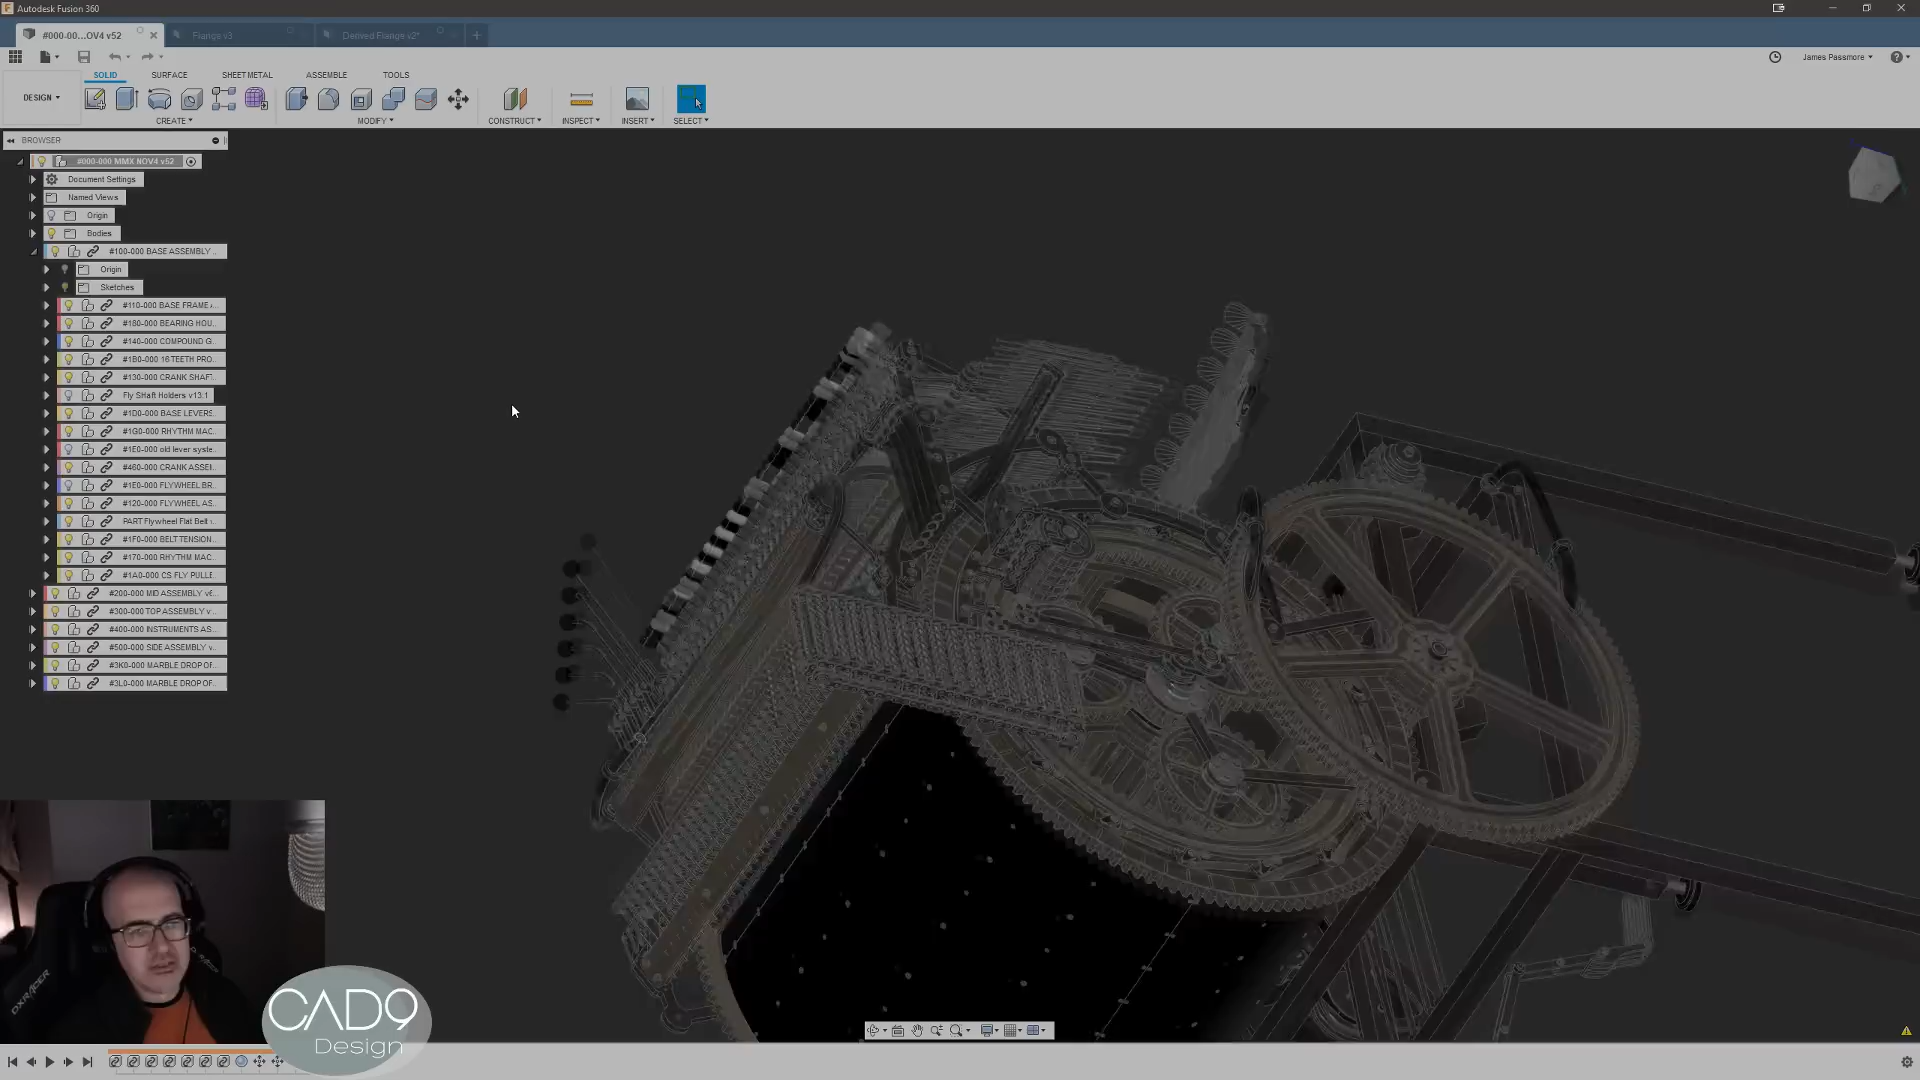 Autodesk Fusion 360
#000-00...OV4 v52
Flange v3
Derived Flange v2*
SOLID
SURFACE
SHEET METAL
ASSEMBLE
TOOLS
James Passmore
DESIGN
CREATE
MODIFY
CONSTRUCT
INSPECT
INSERT
SELECT
BROWSER
#000-000 MMX NOV4 v52
Document Settings
Named Views
Origin
Bodies
#100-000 BASE ASSEMBLY ...
Origin
Sketches
#110-000 BASE FRAME A...
#180-000 BEARING HOU...
#140-000 COMPOUND G...
#1B0-000 16 TEETH PRO...
#130-000 CRANK SHAFT...
Fly SHaft Holders v13:1
#1D0-000 BASE LEVERS...
#1G0-000 RHYTHM MAC...
#1E0-000 old lever syste...
#460-000 CRANK ASSEI...
#1E0-000 FLYWHEEL BR...
#120-000 FLYWHEEL AS...
PART Flywheel Flat Belt v...
#1F0-000 BELT TENSION...
#170-000 RHYTHM MAC...
#1A0-000 CS FLY PULLE...
#200-000 MID ASSEMBLY v6...
#300-000 TOP ASSEMBLY v...
#400-000 INSTRUMENTS AS...
#500-000 SIDE ASSEMBLY v...
#3K0-000 MARBLE DROP OF...
#3L0-000 MARBLE DROP OF...
DXRACER
CAD9
Design